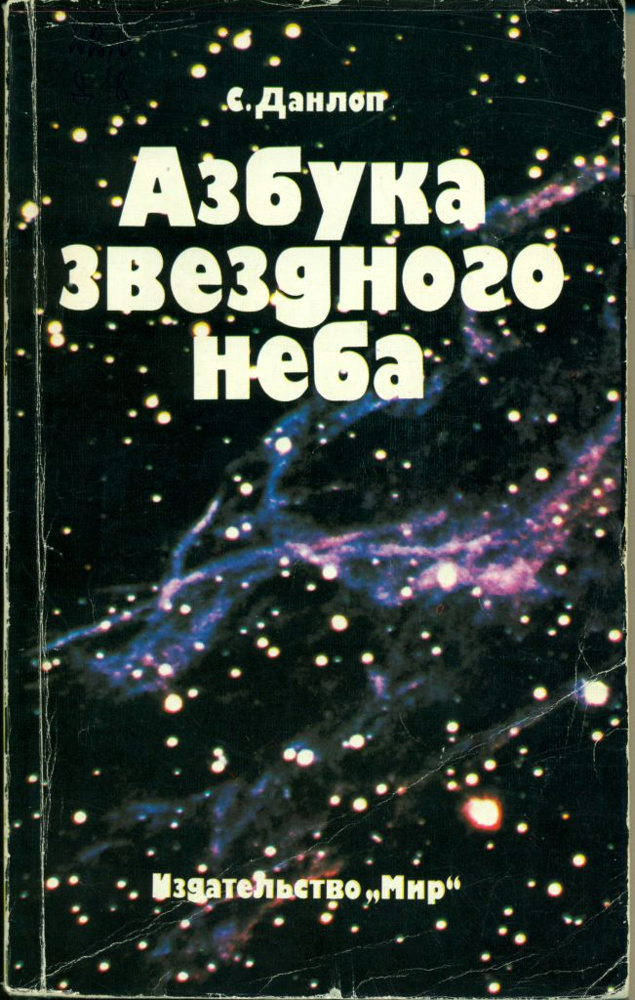 С. Данлоп
Азбука
звездного
неба
Издательство „Мир“